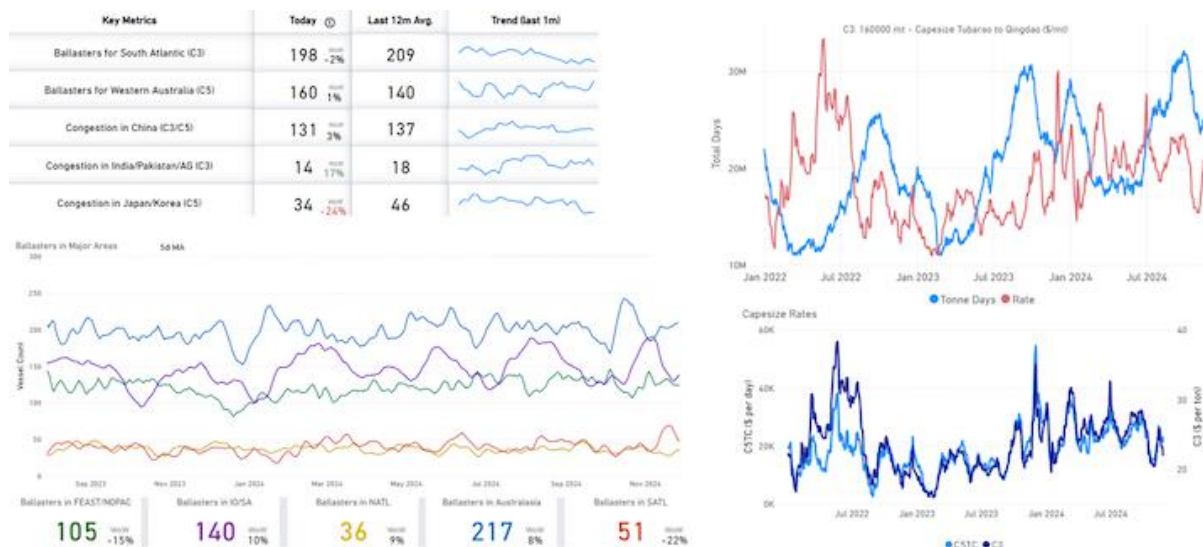 Key Metrics Today Last 12m Avg. Trend (last 1m)
Ballasters for South Atlantic (C3) 198 -2% 209
Ballasters for Western Australia (C5) 160 1% 140
Congestion in China (C3/C5) 131 3% 137
Congestion in India/Pakistan/AG (C3) 14 17% 18
Congestion in Japan/Korea (C5) 34 -24% 46
Ballasters in Major Areas 5d MA
300
250
200
150
100
50
0
Vessel Count
Sep 2023 Nov 2023 Jan 2024 Mar 2024 May 2024 Jul 2024 Sep 2024 Nov 2024
Ballasters in FEAST/NOPAC Ballasters in IO/SA Ballasters in NATL Ballasters in Australasia Ballasters in SATL
105 -15% 140 10% 36 9% 217 8% 51 -22%
C3: 160000 mt - Capesize Tubarao to Qingdao ($/mt)
30M
20M
10M
Total Days
Jan 2022 Jul 2022 Jan 2023 Jul 2023 Jan 2024 Jul 2024
Tonne Days Rate
Capesize Rates
60K 40
40K 30
20K 20
0K
C5TC ($ per day) C3 ($ per ton)
Jul 2022 Jan 2023 Jul 2023 Jan 2024 Jul 2024
C5TC C3